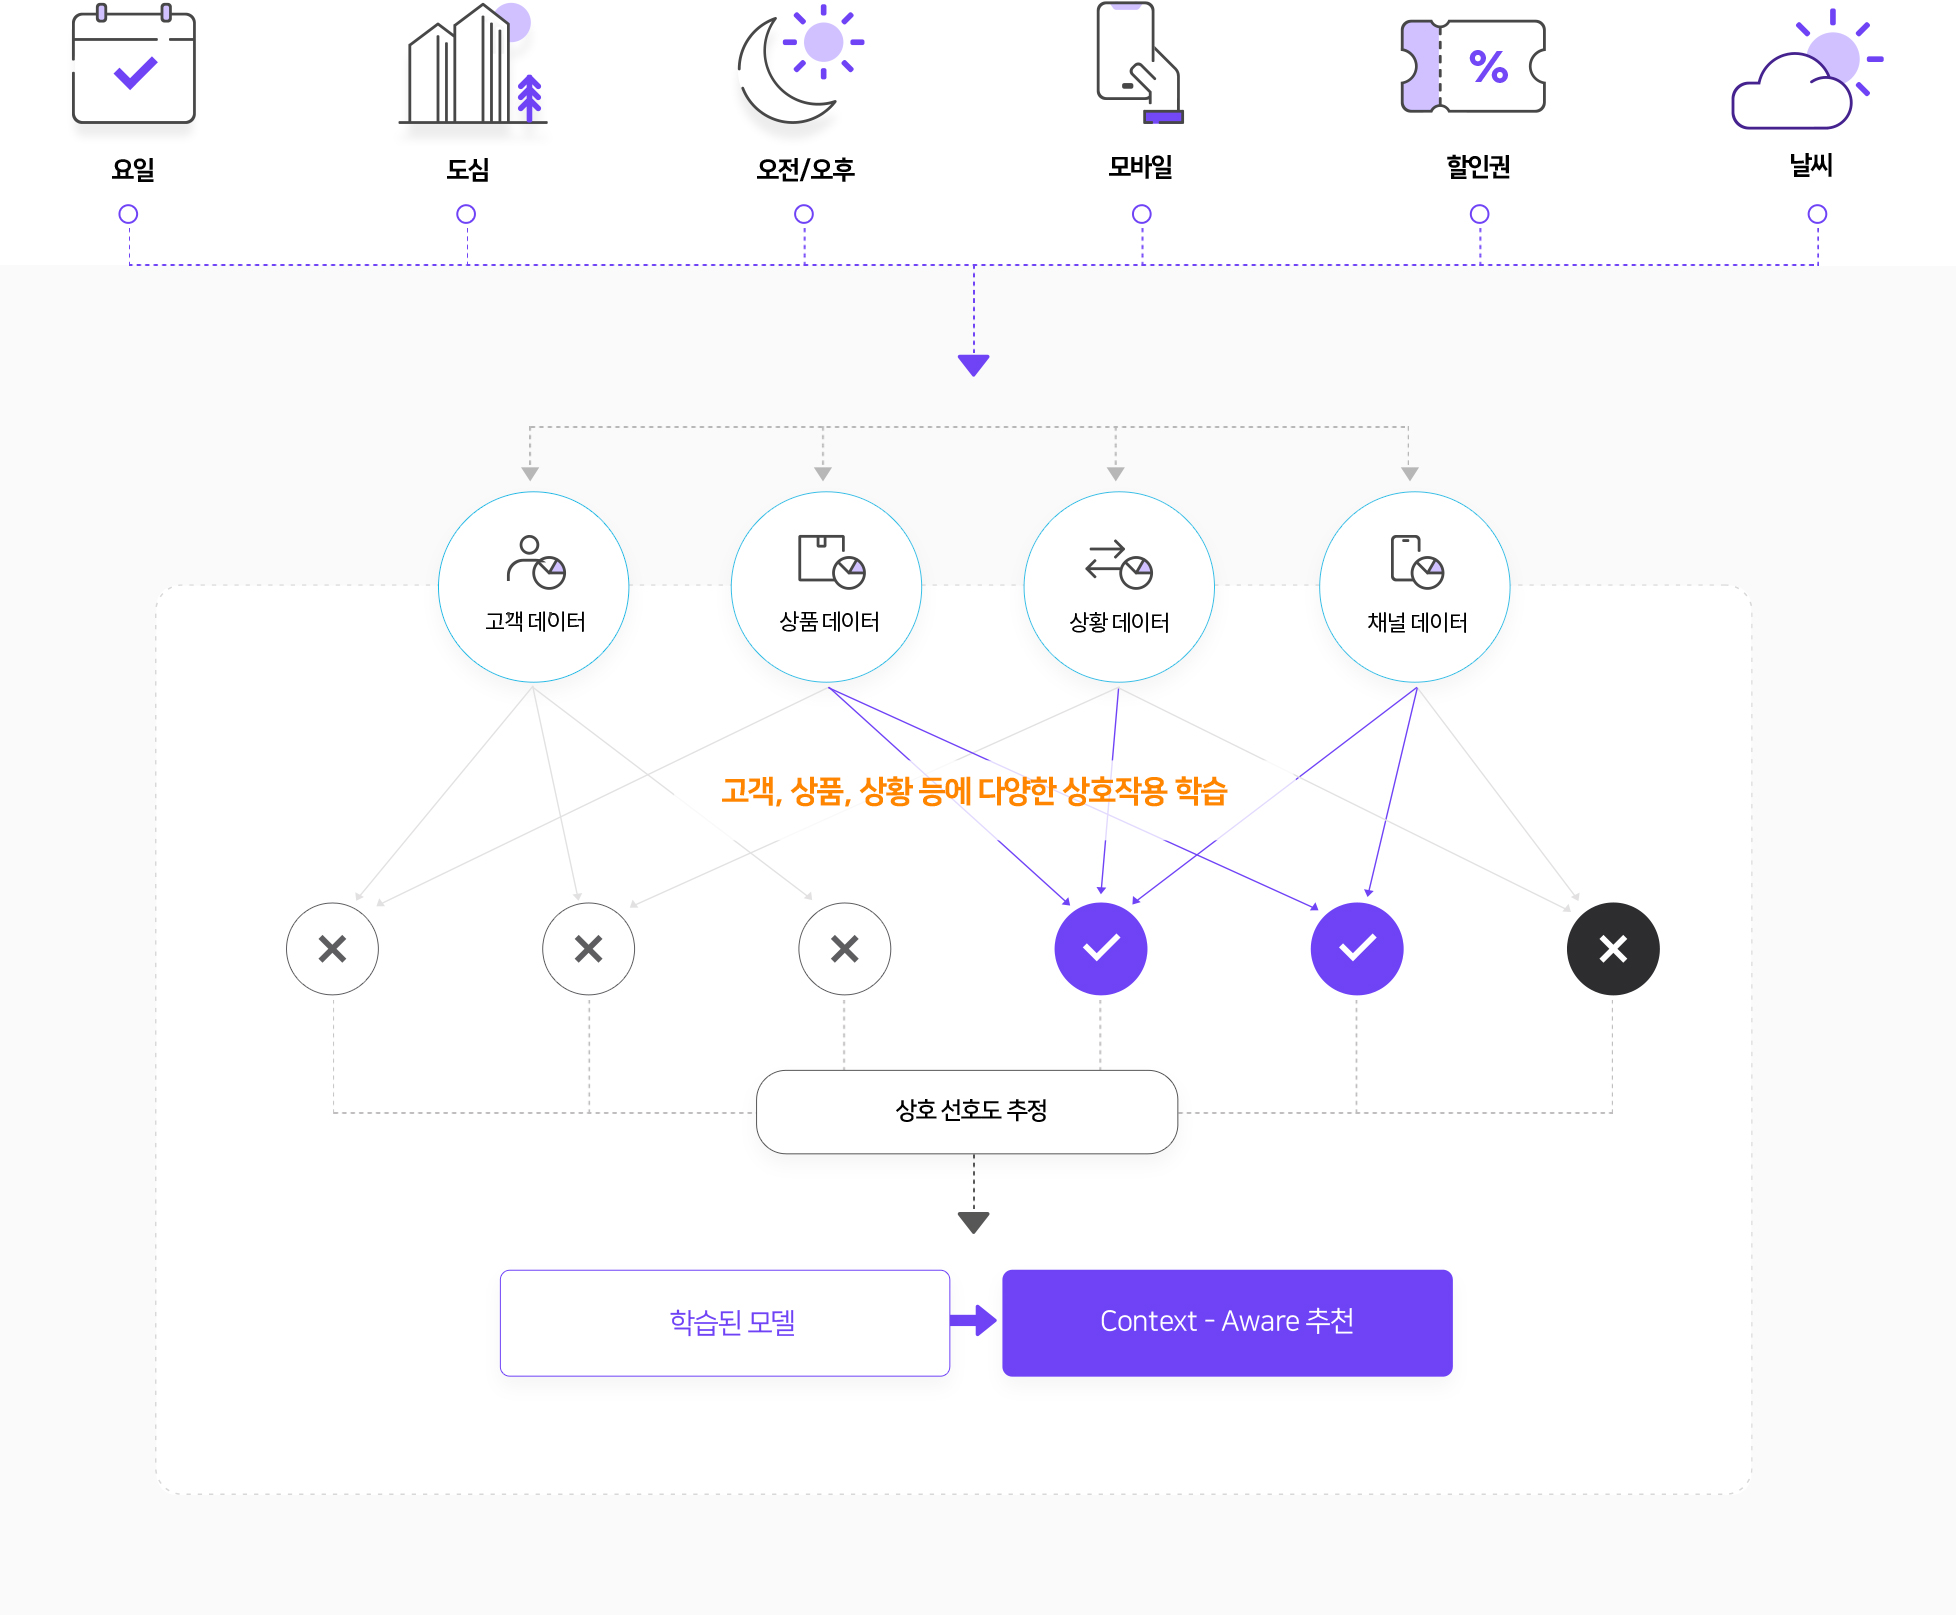 요일
도심
오전/오후
모바일
할인권
날씨
%
고객 데이터
상품 데이터
상황 데이터
채널 데이터
고객, 상품, 상황 등에 다양한 상호작용 학습
상호 선호도 추정
학습된 모델
Context - Aware 추천